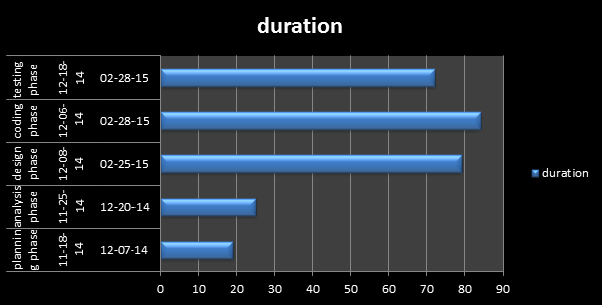 duration
testing
phase
12-18-
14
02-28-15
coding
phase
12-06-
14
02-28-15
design
phase
12-08-
14
02-25-15
analysis
phase
11-25-
14
12-20-14
plannin
g phase
11-18-
14
12-07-14
0 10 20 30 40 50 60 70 80 90
duration